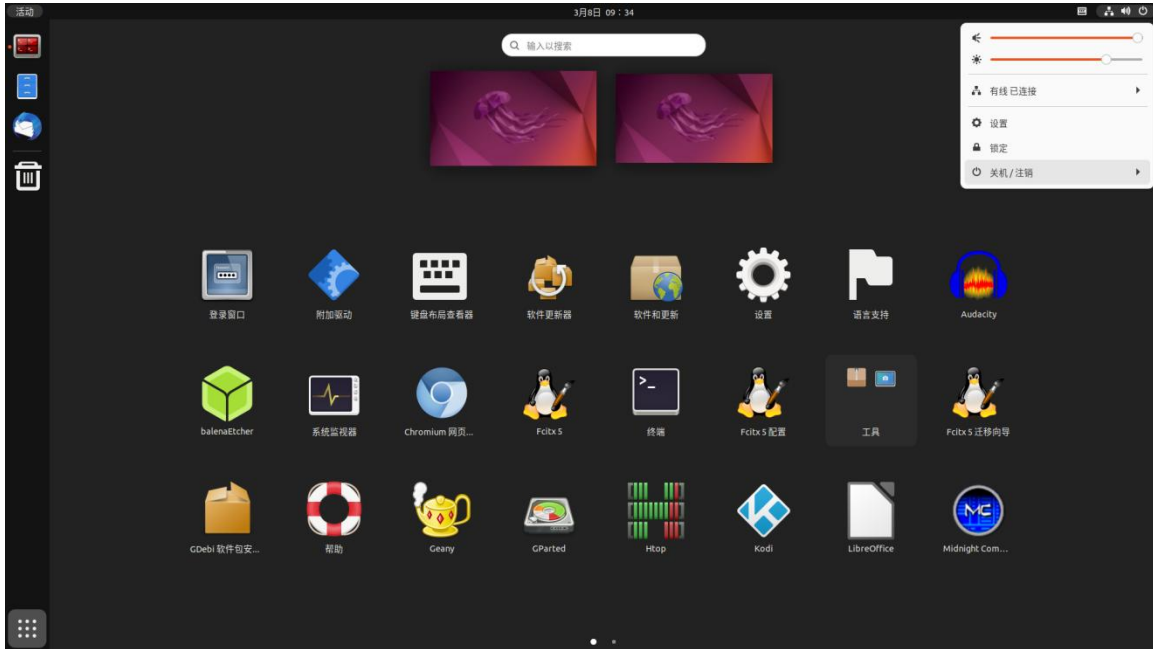 活动
3月8日 09:34
输入以搜索
有线 已连接
设置
锁定
关机/注销
登录窗口
附加驱动
键盘布局查看器
软件更新器
软件和更新
设置
语言支持
Audacity
balenaEtcher
系统监视器
Chromium 网页...
Fcitx 5
终端
Fcitx 5 配置
工具
Fcitx 5 迁移向导
GDebi 软件包安...
帮助
Geany
GParted
Htop
Kodi
LibreOffice
Midnight Com...